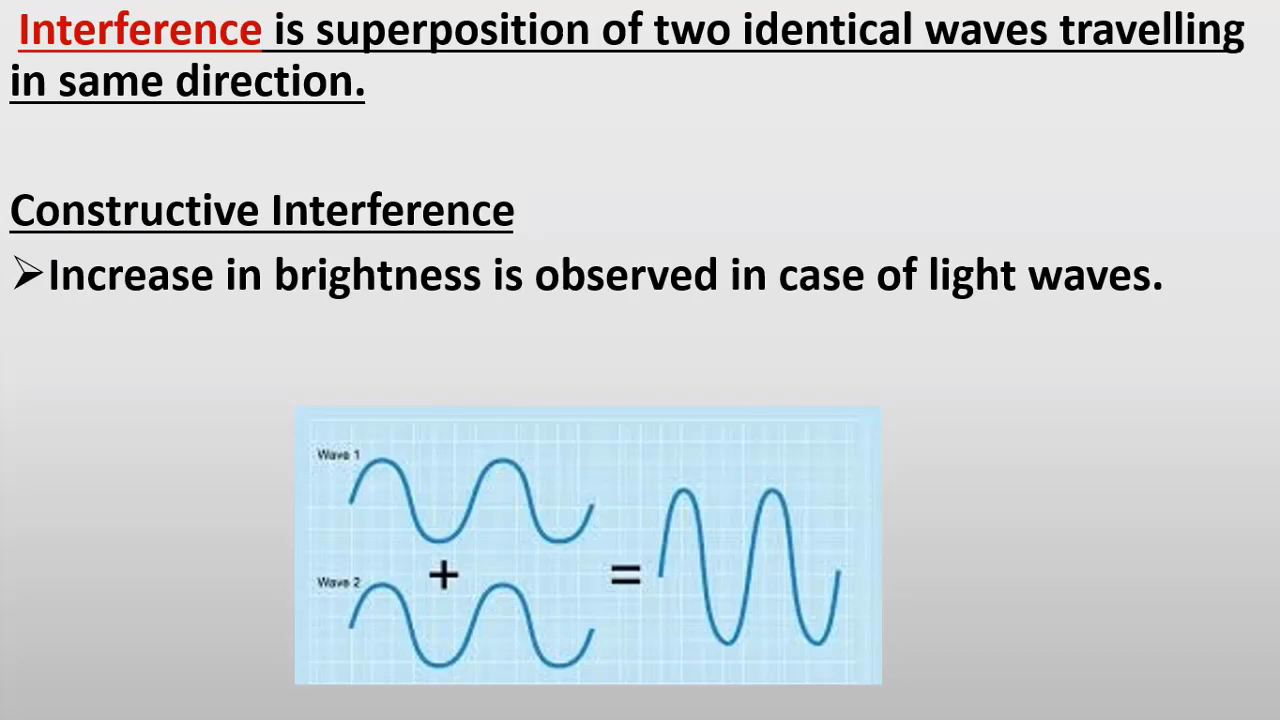 Interference is superposition of two identical waves travelling
in same direction.
Constructive Interference
➢Increase in brightness is observed in case of light waves.
Wave 1
+
=
Wave 2